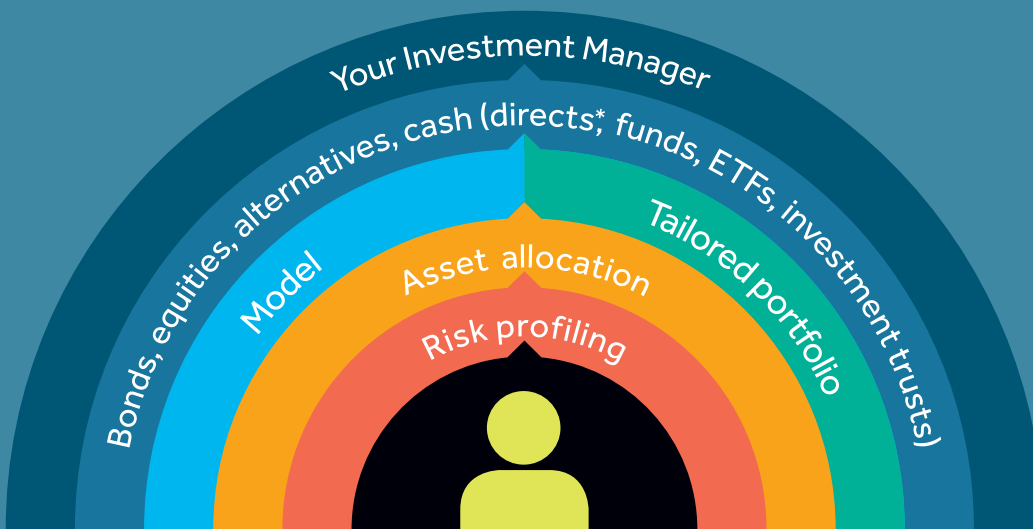 Your Investment Manager
Bonds, equities, alternatives, cash (directs*, funds, ETFs, investment trusts)
Model
Tailored portfolio
Asset allocation
Risk profiling